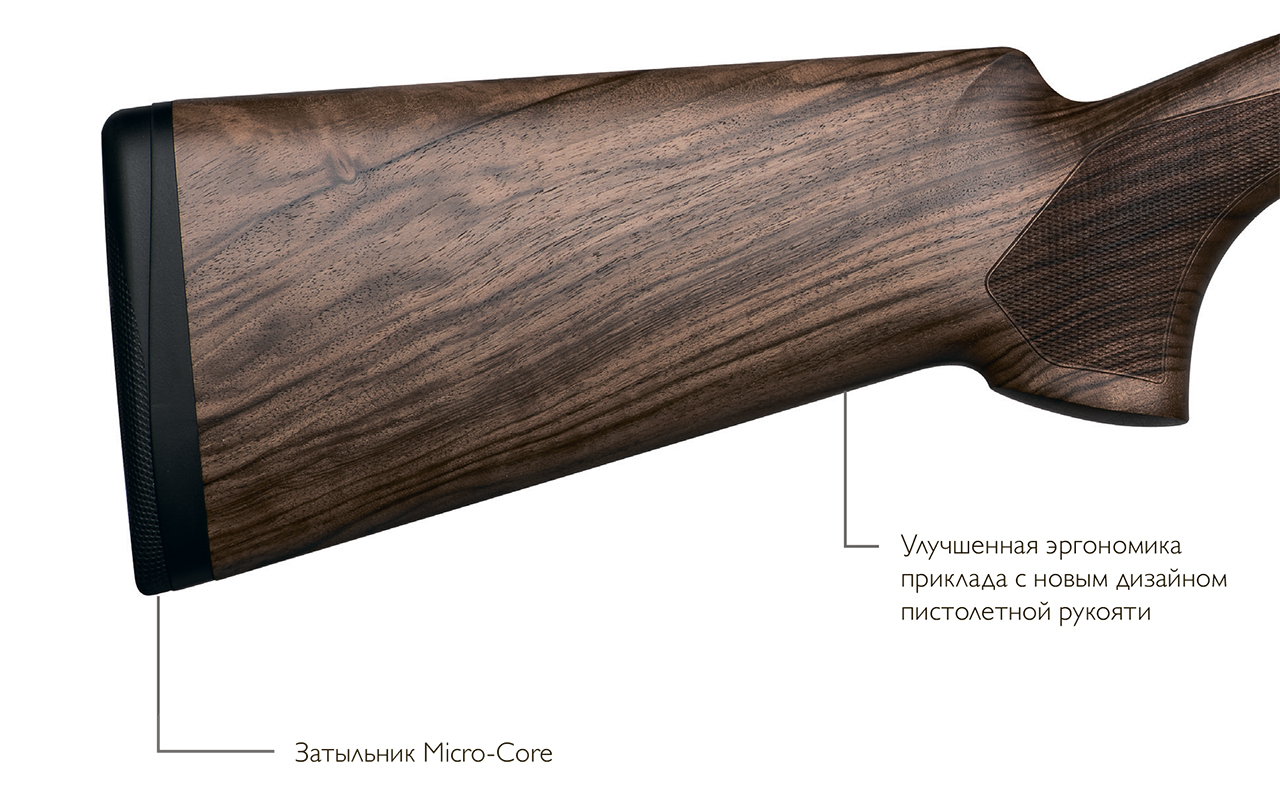 Улучшенная эргономика
приклада с новым дизайном
пистолетной рукояти
Затыльник Micro-Core